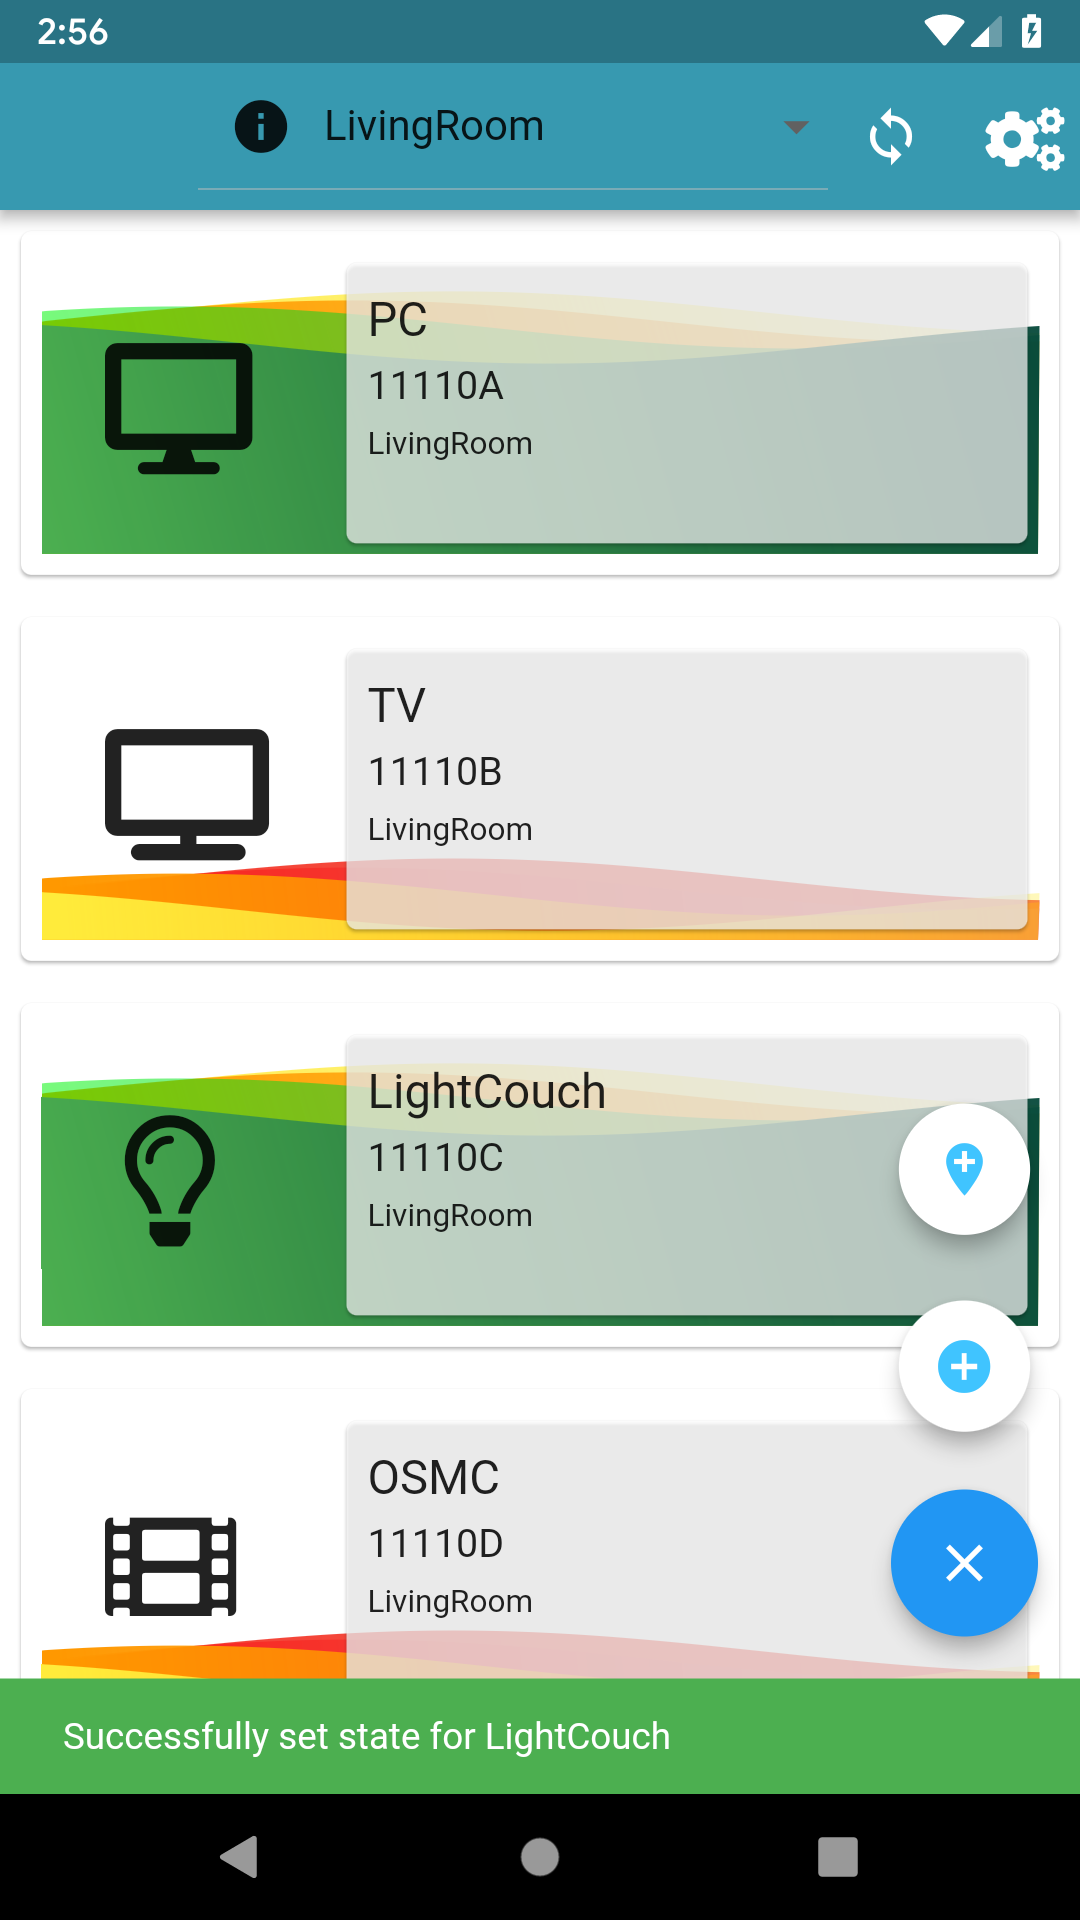 2:56
LivingRoom
PC
11110A
LivingRoom
TV
11110B
LivingRoom
LightCouch
11110C
LivingRoom
OSMC
11110D
LivingRoom
Successfully set state for LightCouch